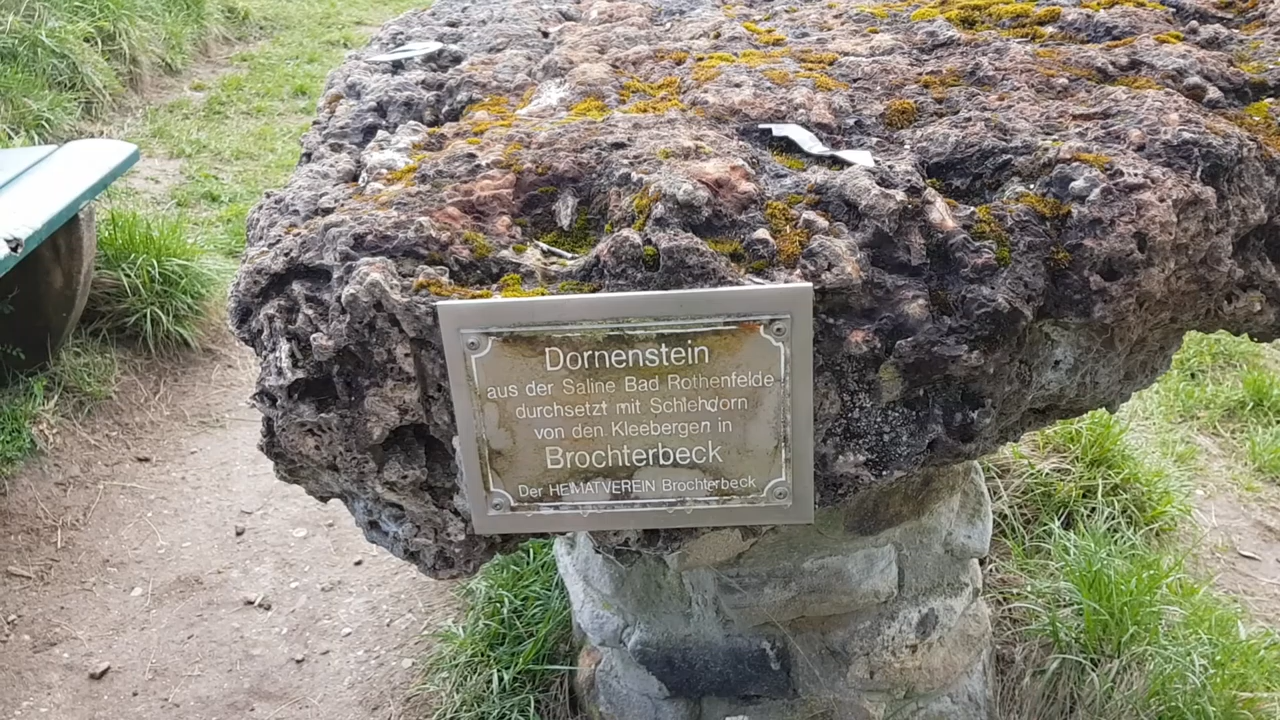 Dornenstein
aus der Saline Bad Rothenfelde
durchsetzt mit Schlehdorn
von den Kleebergen in
Brochterbeck
Der HEIMATVEREIN Brochterbeck